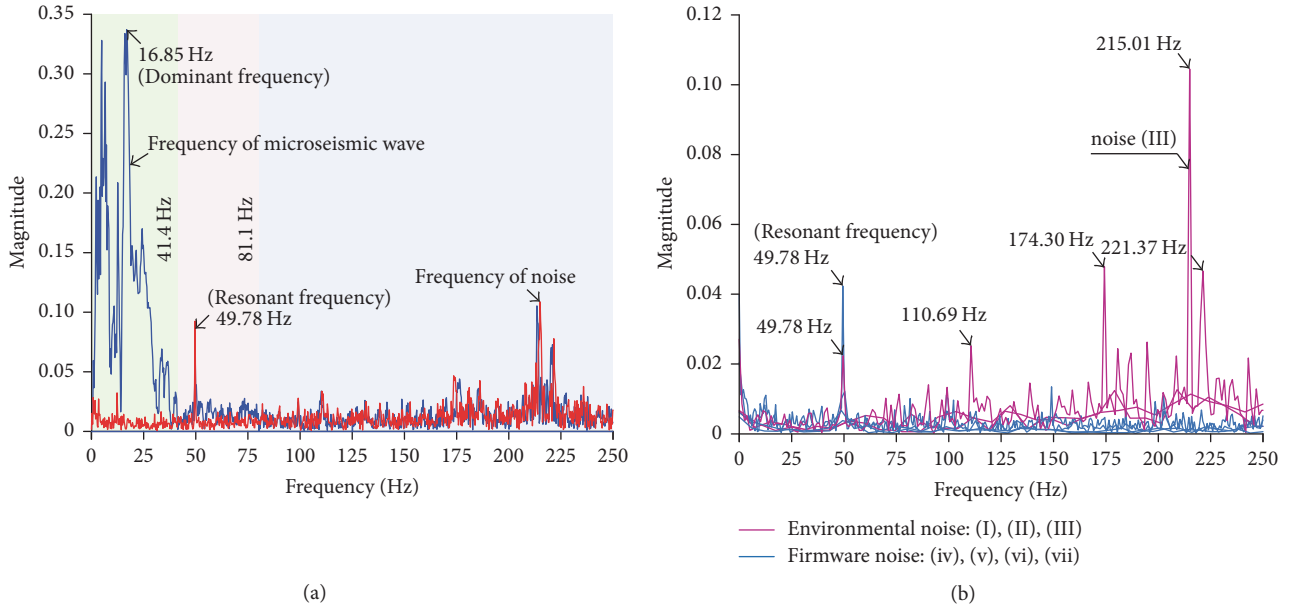 0.35
0.30
0.25
0.20
0.15
0.10
0.05
0
Magnitude
16.85 Hz
(Dominant frequency)
Frequency of microseismic wave
41.4 Hz
81.1 Hz
(Resonant frequency)
49.78 Hz
Frequency of noise
0 25 50 75 100 125 150 175 200 225 250
Frequency (Hz)
(a)
0.12
0.10
0.08
0.06
0.04
0.02
0
Magnitude
215.01 Hz
noise (III)
(Resonant frequency)
49.78 Hz
174.30 Hz
221.37 Hz
49.78 Hz
110.69 Hz
0 25 50 75 100 125 150 175 200 225 250
Frequency (Hz)
Environmental noise: (I), (II), (III)
Firmware noise: (iv), (v), (vi), (vii)
(b)